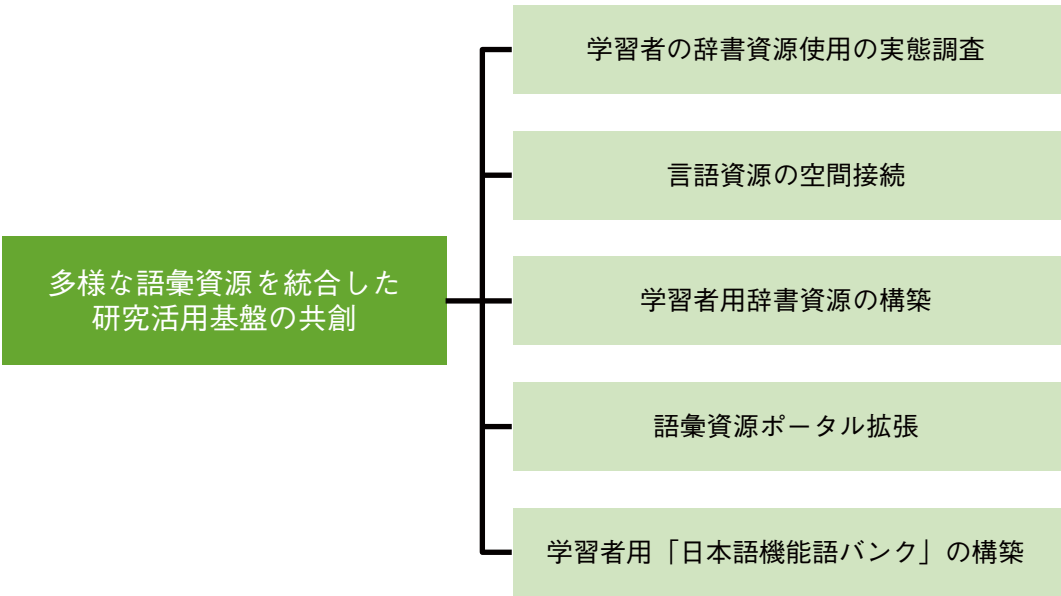 多様な語彙資源を統合した
研究活用基盤の共創
学習者の辞書資源使用の実態調査
言語資源の空間接続
学習者用辞書資源の構築
語彙資源ポータル拡張
学習者用「日本語機能語バンク」の構築